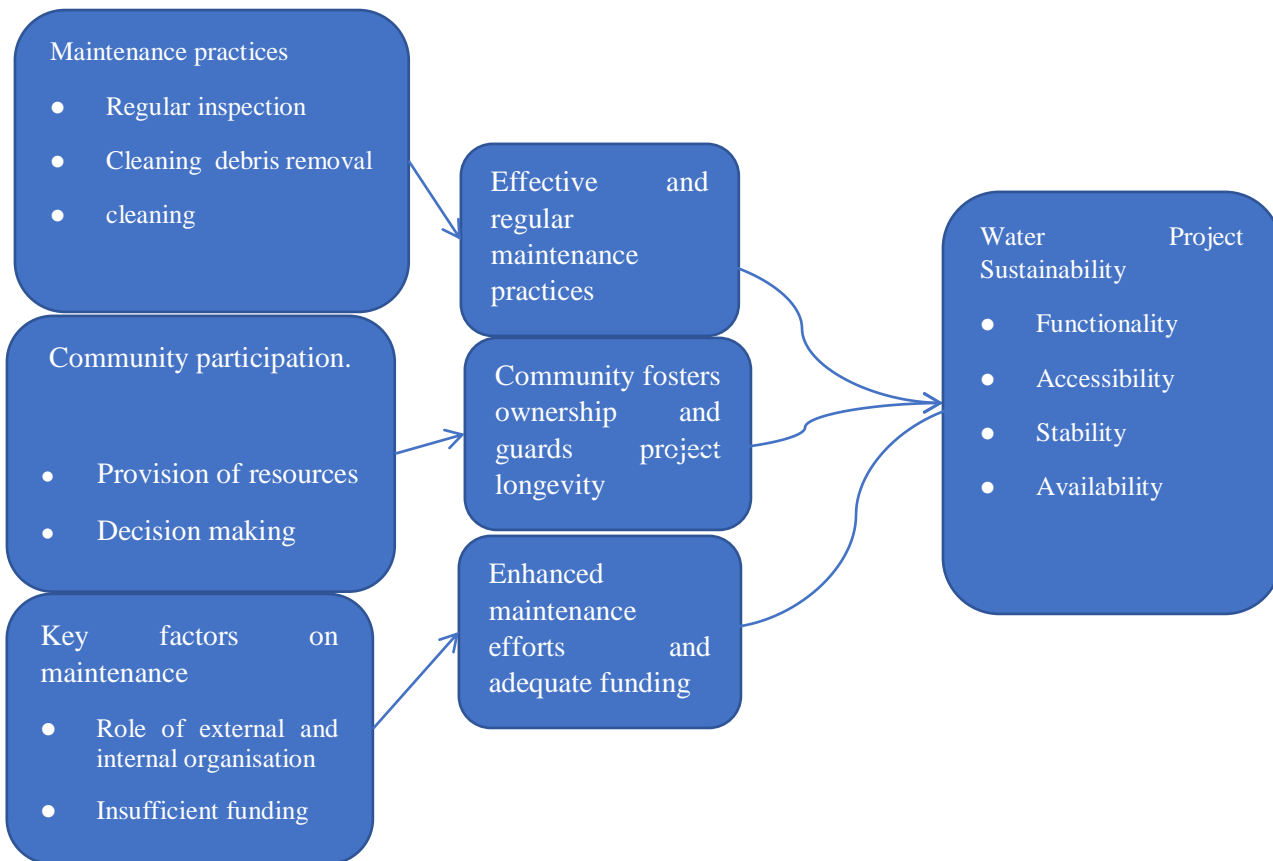 Maintenance practices
● Regular inspection
● Cleaning debris removal
● cleaning
Community participation.
● Provision of resources
● Decision making
Key factors on
maintenance
● Role of external and
internal organisation
● Insufficient funding
Effective and
regular
maintenance
practices
Community fosters
ownership and
guards project
longevity
Enhanced
maintenance
efforts and
adequate funding
Water Project
Sustainability
● Functionality
● Accessibility
● Stability
● Availability